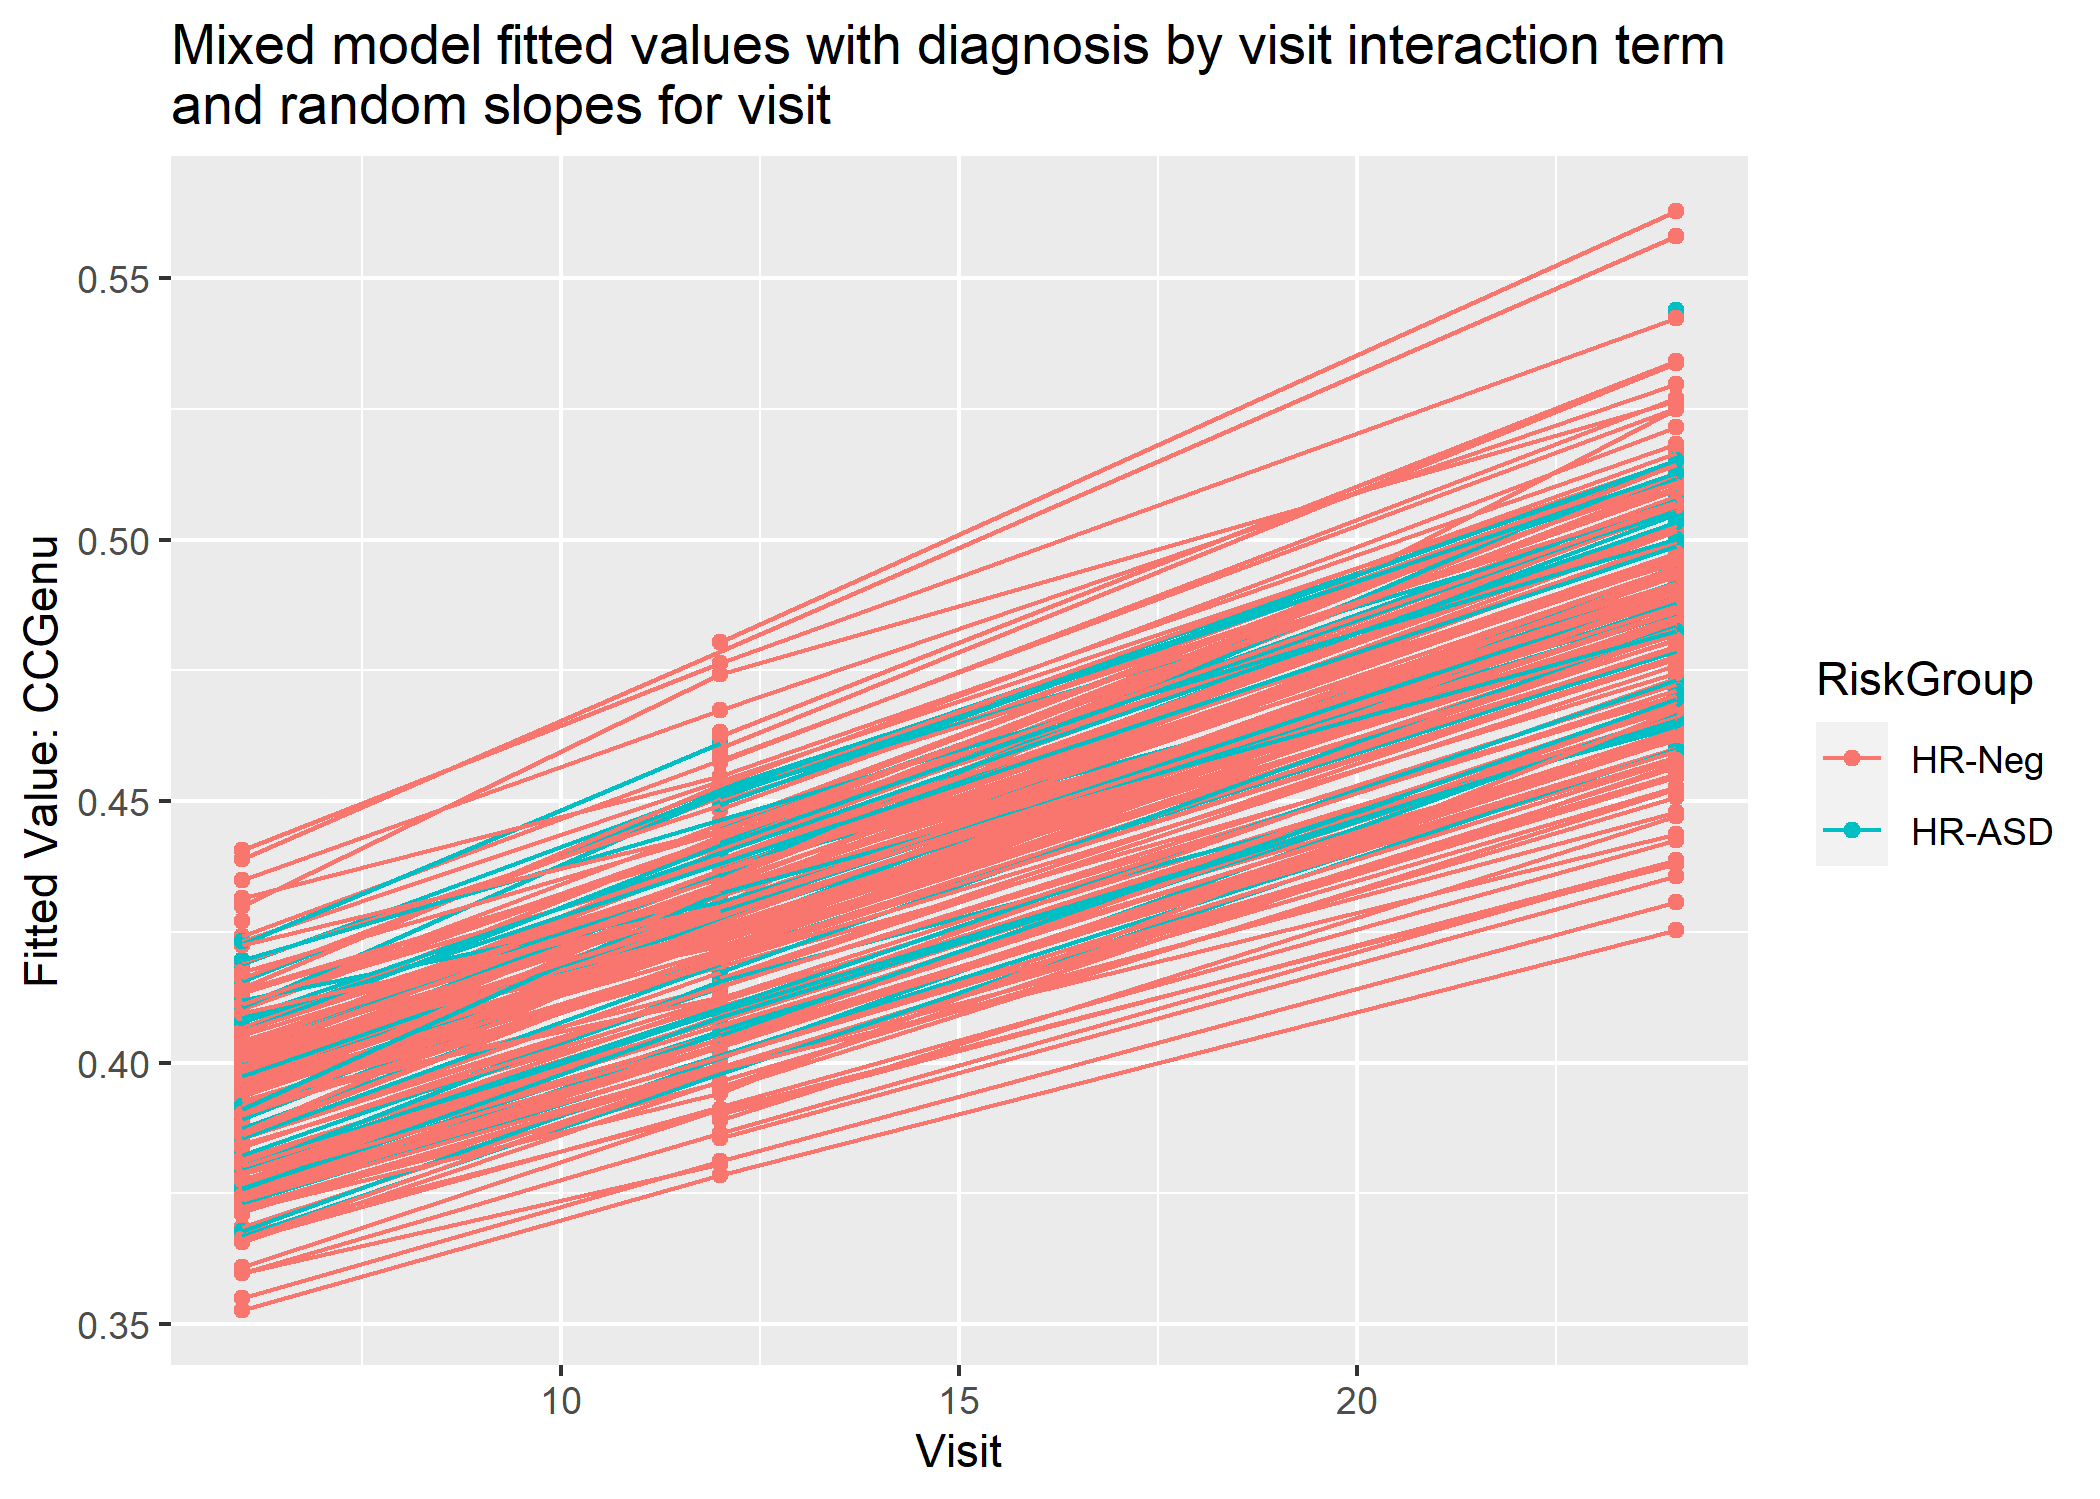 Mixed model fitted values with diagnosis by visit interaction term
and random slopes for visit
Fitted Value: CCGenu
0.55
0.50
0.45
0.40
0.35
10
15
20
Visit
RiskGroup
HR-Neg
HR-ASD